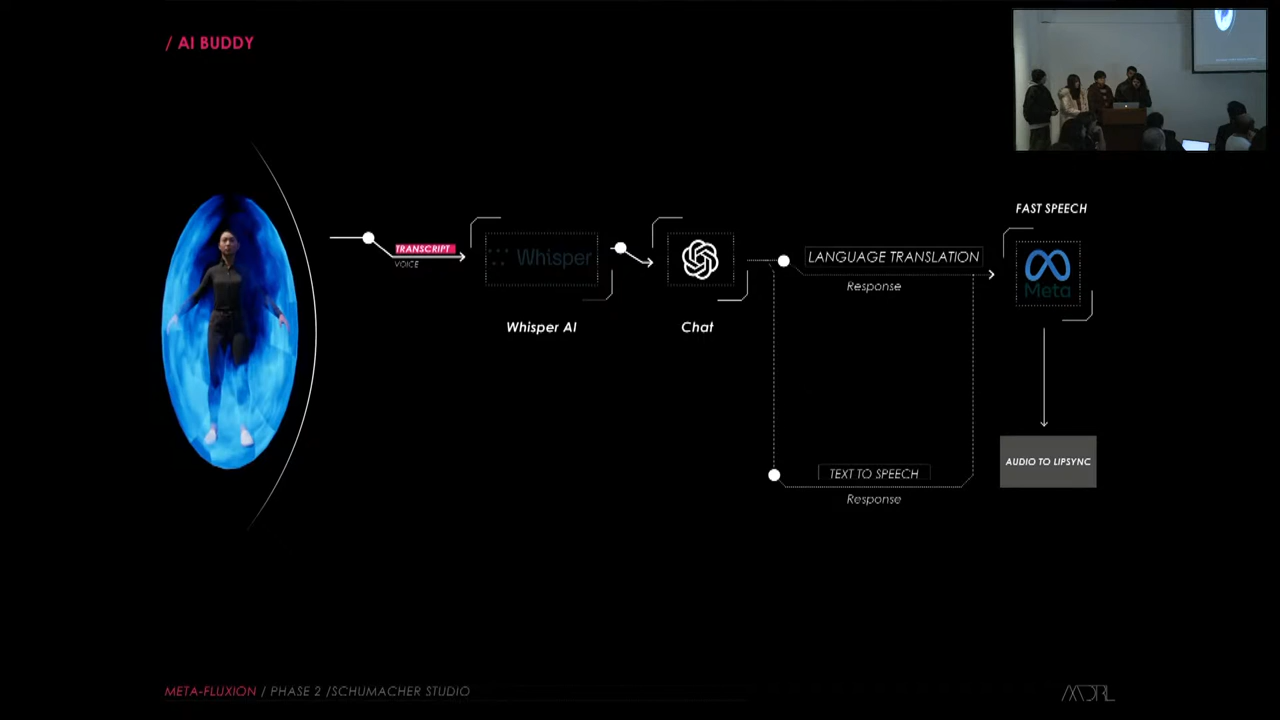 / AI BUDDY
FAST SPEECH
TRANSCRIPT
VOICE
Whisper
LANGUAGE TRANSLATION
Response
Meta
Whisper AI
Chat
AUDIO TO LIPSYNC
TEXT TO SPEECH
Response
META-FLUXION / PHASE 2 /SCHUMACHER STUDIO